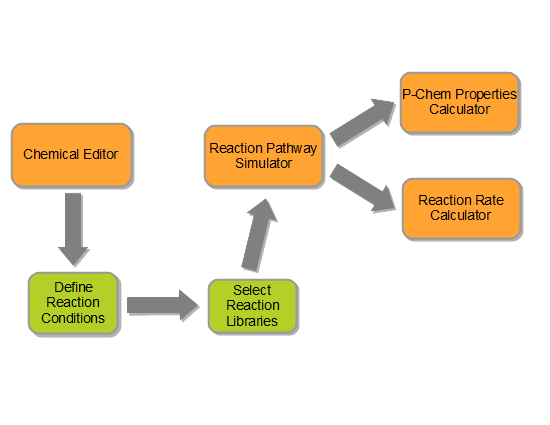 Chemical Editor
Define
Reaction
Conditions
Select
Reaction
Libraries
Reaction Pathway
Simulator
P-Chem Properties
Calculator
Reaction Rate
Calculator